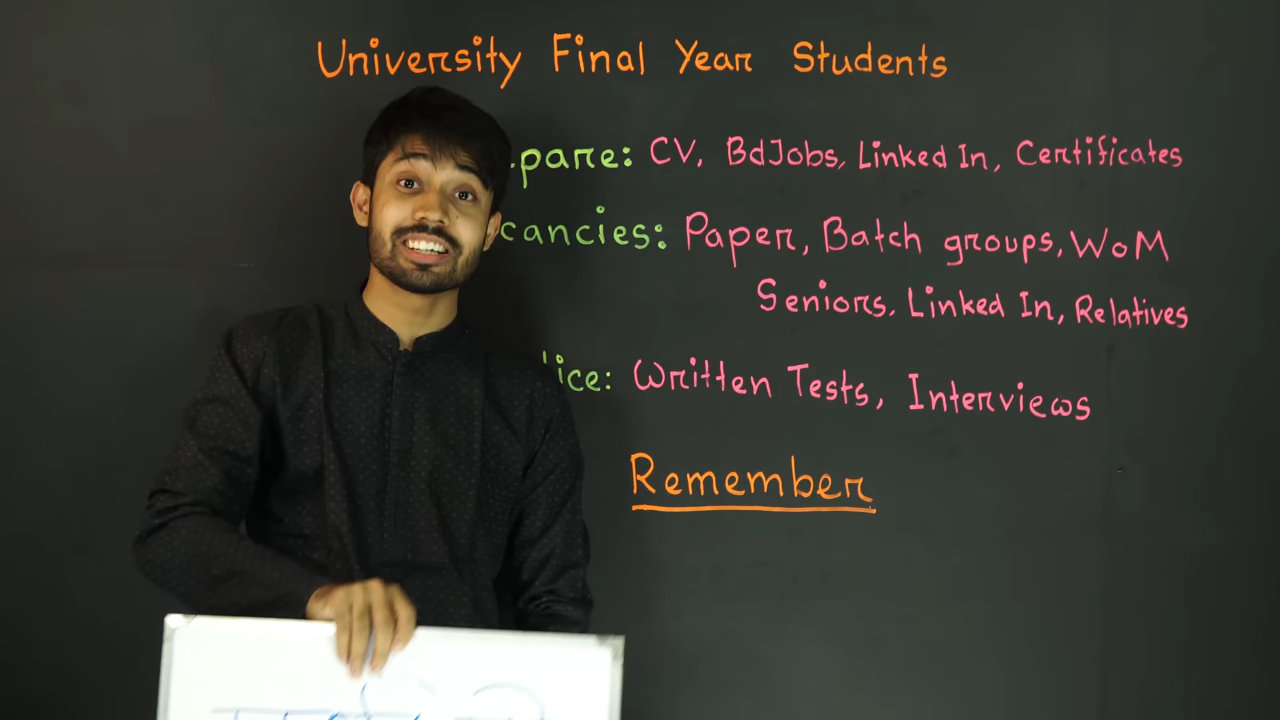 University Final Year Students
pare: CV, BdJobs, Linked In, Certificates
cancies: Paper, Batch groups, WoM
Seniors, Linked In, Relatives
ice: Written Tests, Interviews
Remember